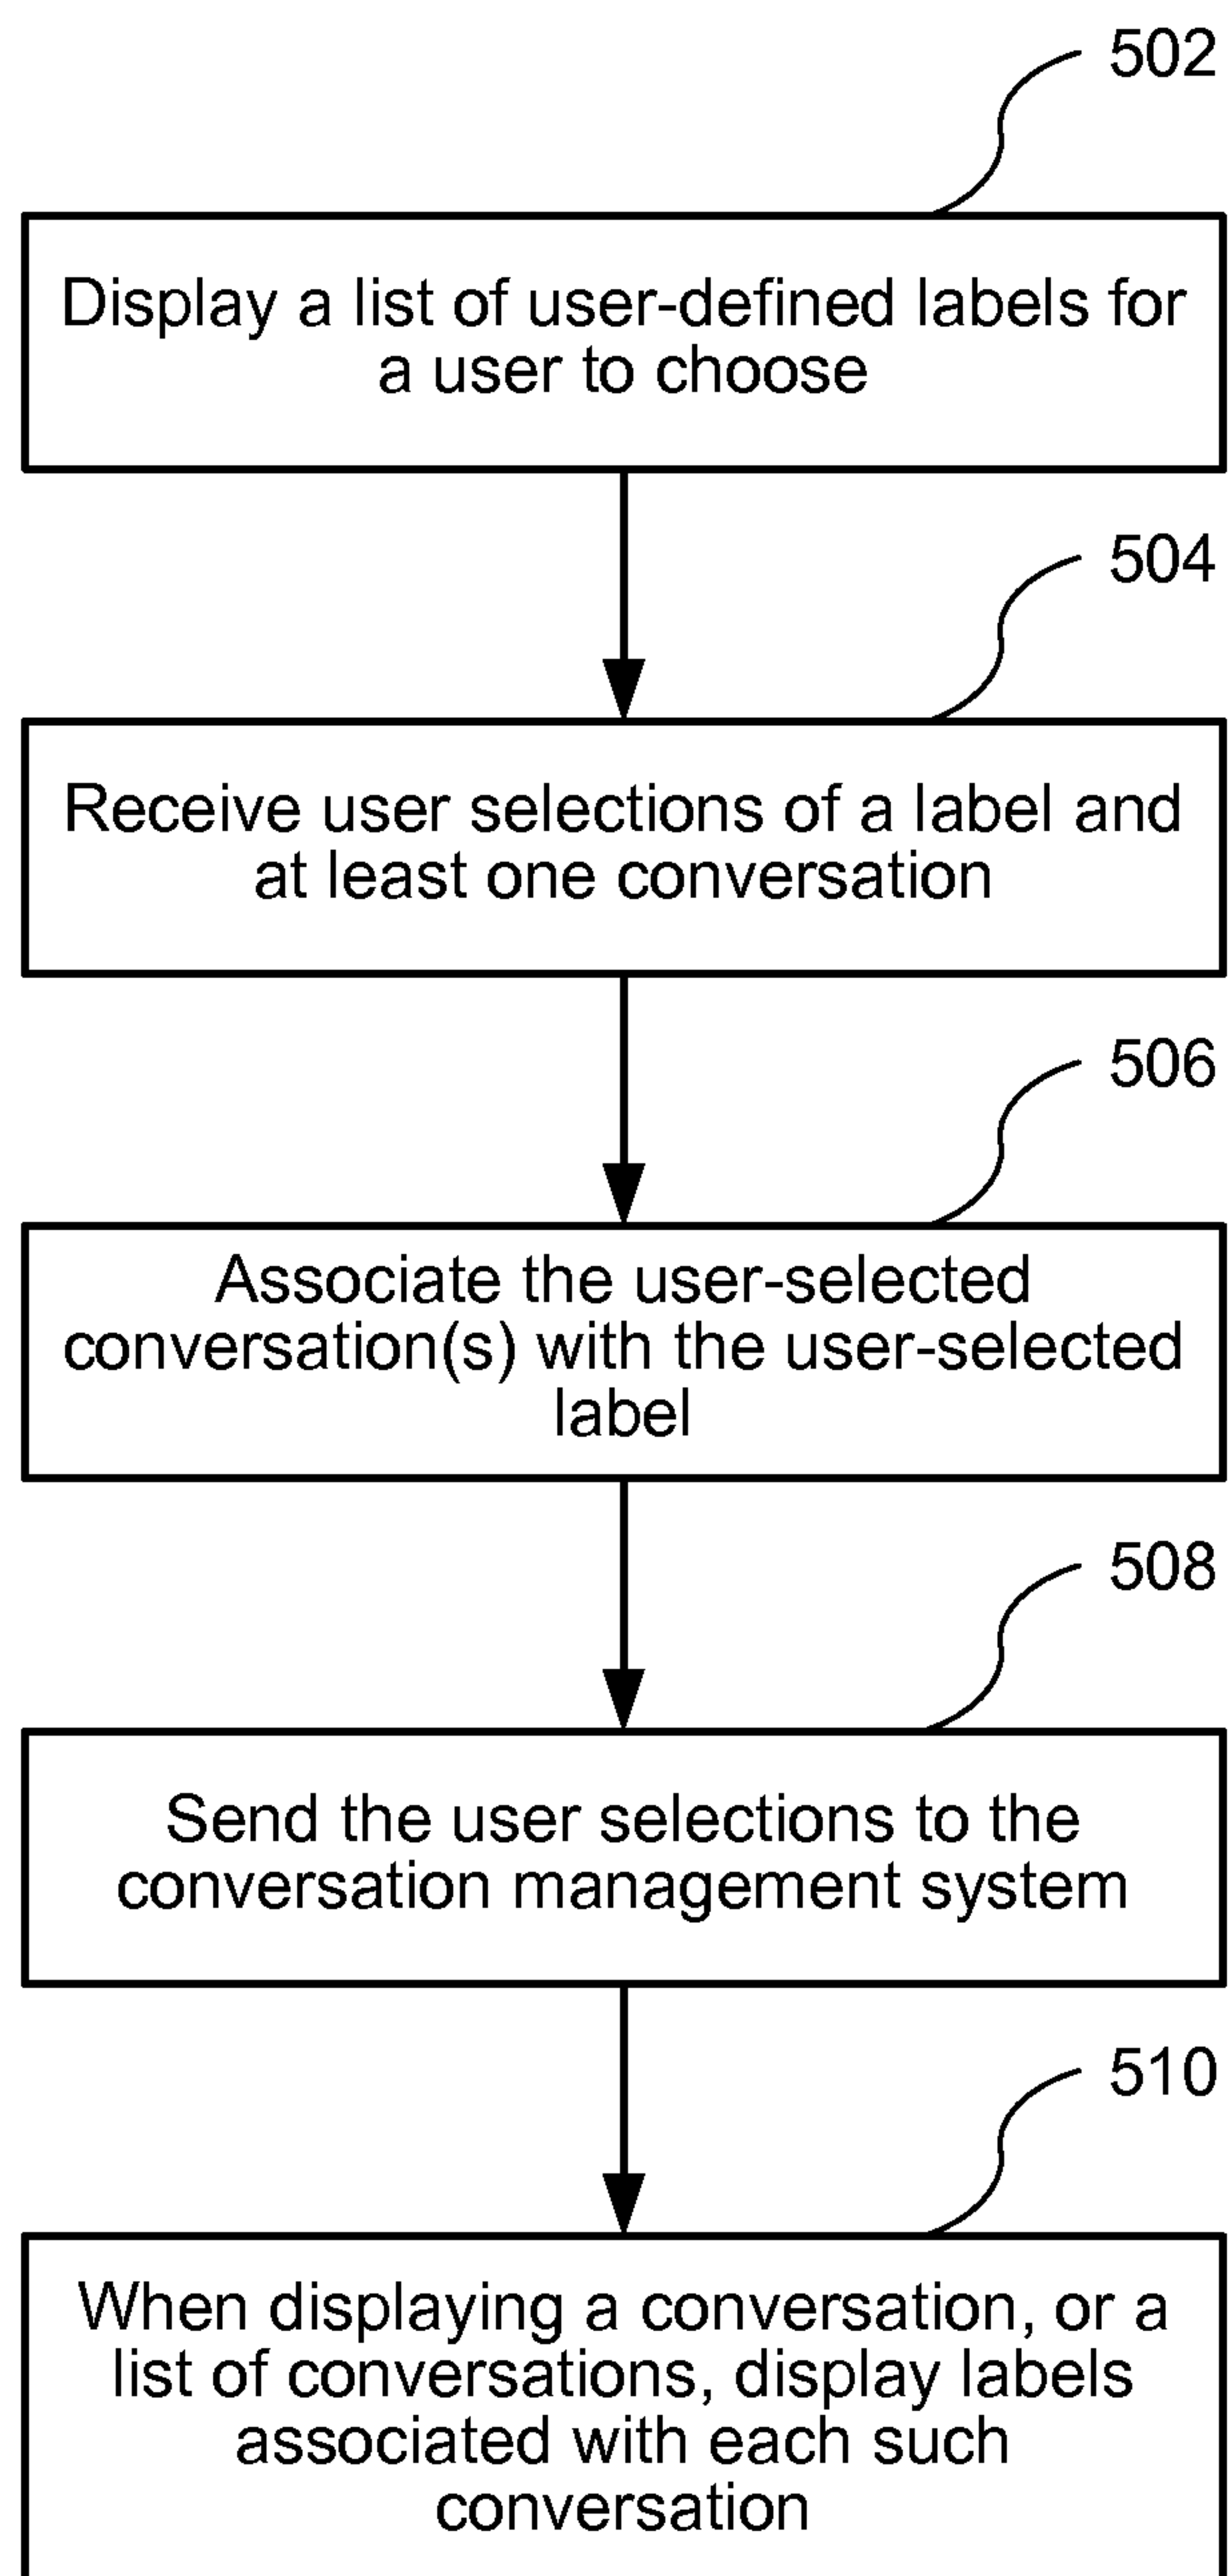 502
Display a list of user-defined labels for
a user to choose
504
Receive user selections of a label and
at least one conversation
506
Associate the user-selected
conversation(s) with the user-selected
label
508
Send the user selections to the
conversation management system
510
When displaying a conversation, or a
list of conversations, display labels
associated with each such
conversation